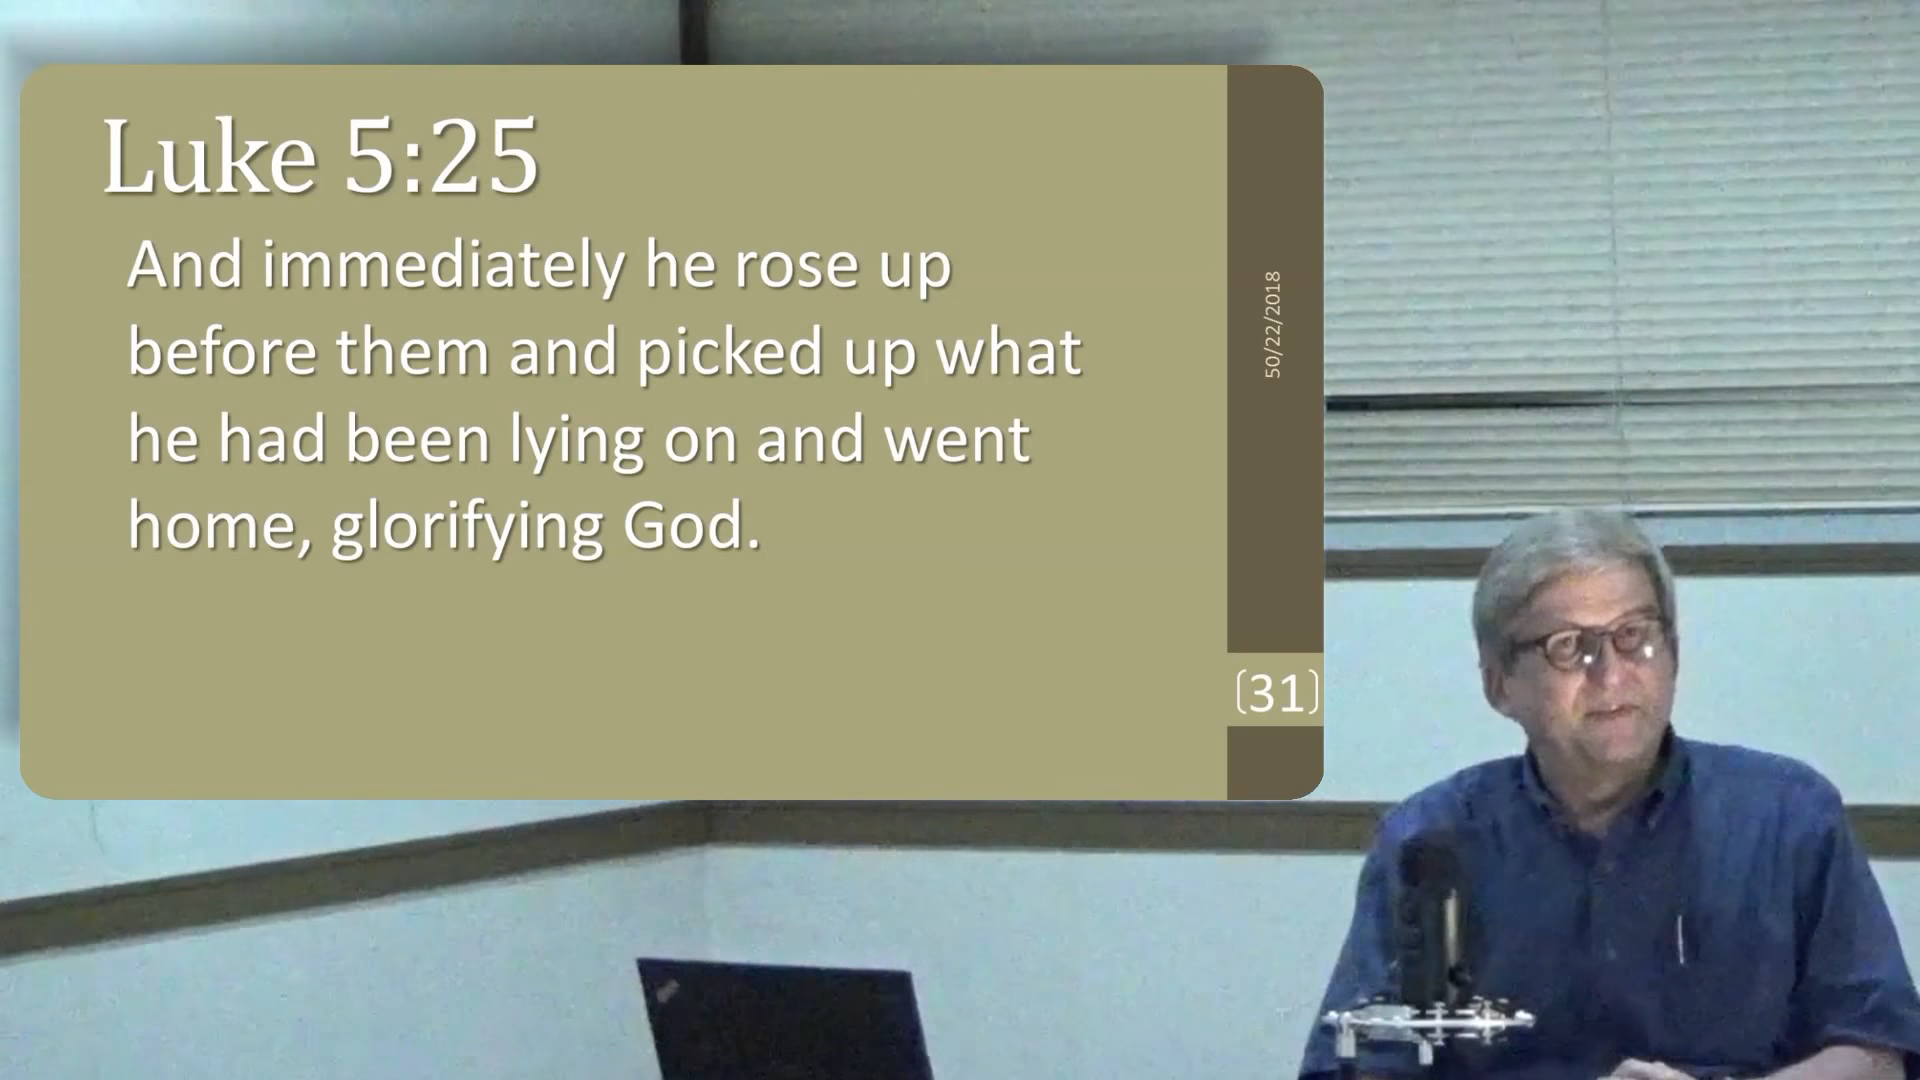 Luke 5:25
And immediately he rose up
before them and picked up what
he had been lying on and went
home, glorifying God.
50/22/2018
(31)